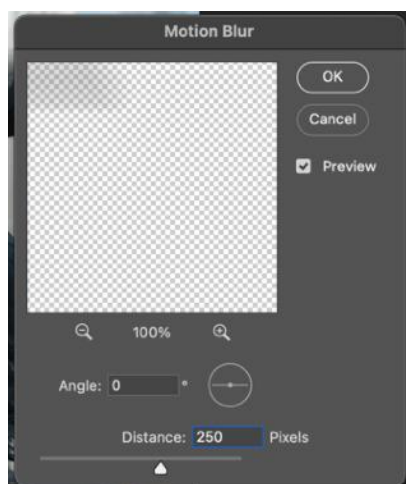 Motion Blur
OK
Cancel
Preview
100%
Angle: 0 °
Distance: 250 Pixels